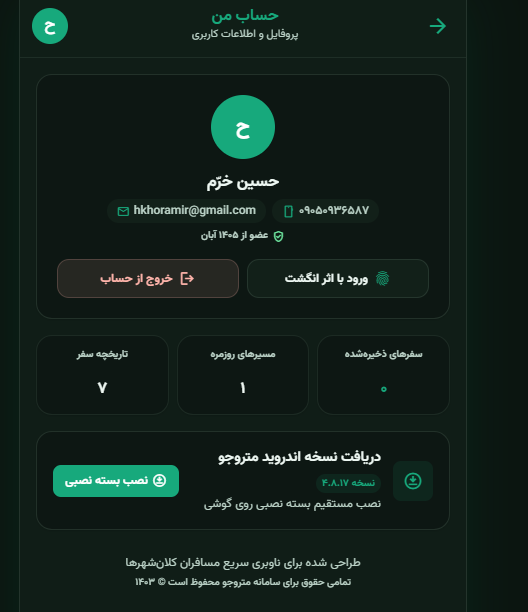 حساب من
پروفایل و اطلاعات کاربری
ح
ح
حسین خرّم
۰۹۰۵۰۹۳۶۵۸۷
hkhoramir@gmail.com
عضو از ۱۴۰۵ آبان
ورود با اثر انگشت
خروج از حساب
سفرهای ذخیره‌شده
۰
مسیرهای روزمره
۱
تاریخچه سفر
۷
دریافت نسخه اندروید متروجو
نسخه ۴.۸.۱۷
نصب مستقیم بسته نصبی روی گوشی
نصب بسته نصبی
طراحی شده برای ناوبری سریع مسافران کلان‌شهرها
تمامی حقوق برای سامانه متروجو محفوظ است © ۱۴۰۳